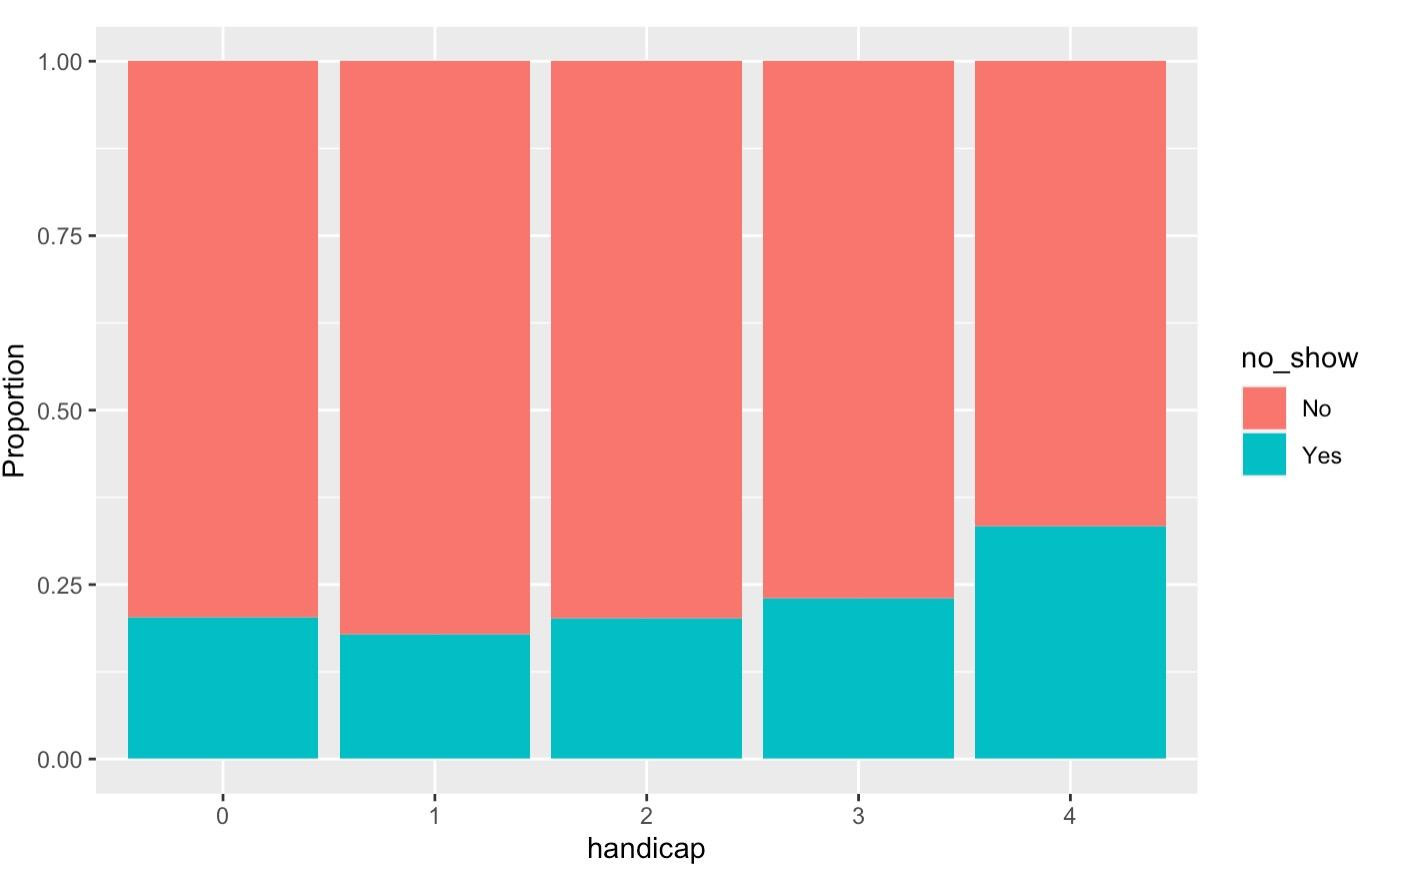 1.00
0.75
0.50
0.25
0.00
Proportion
0 1 2 3 4
handicap
no_show
No
Yes